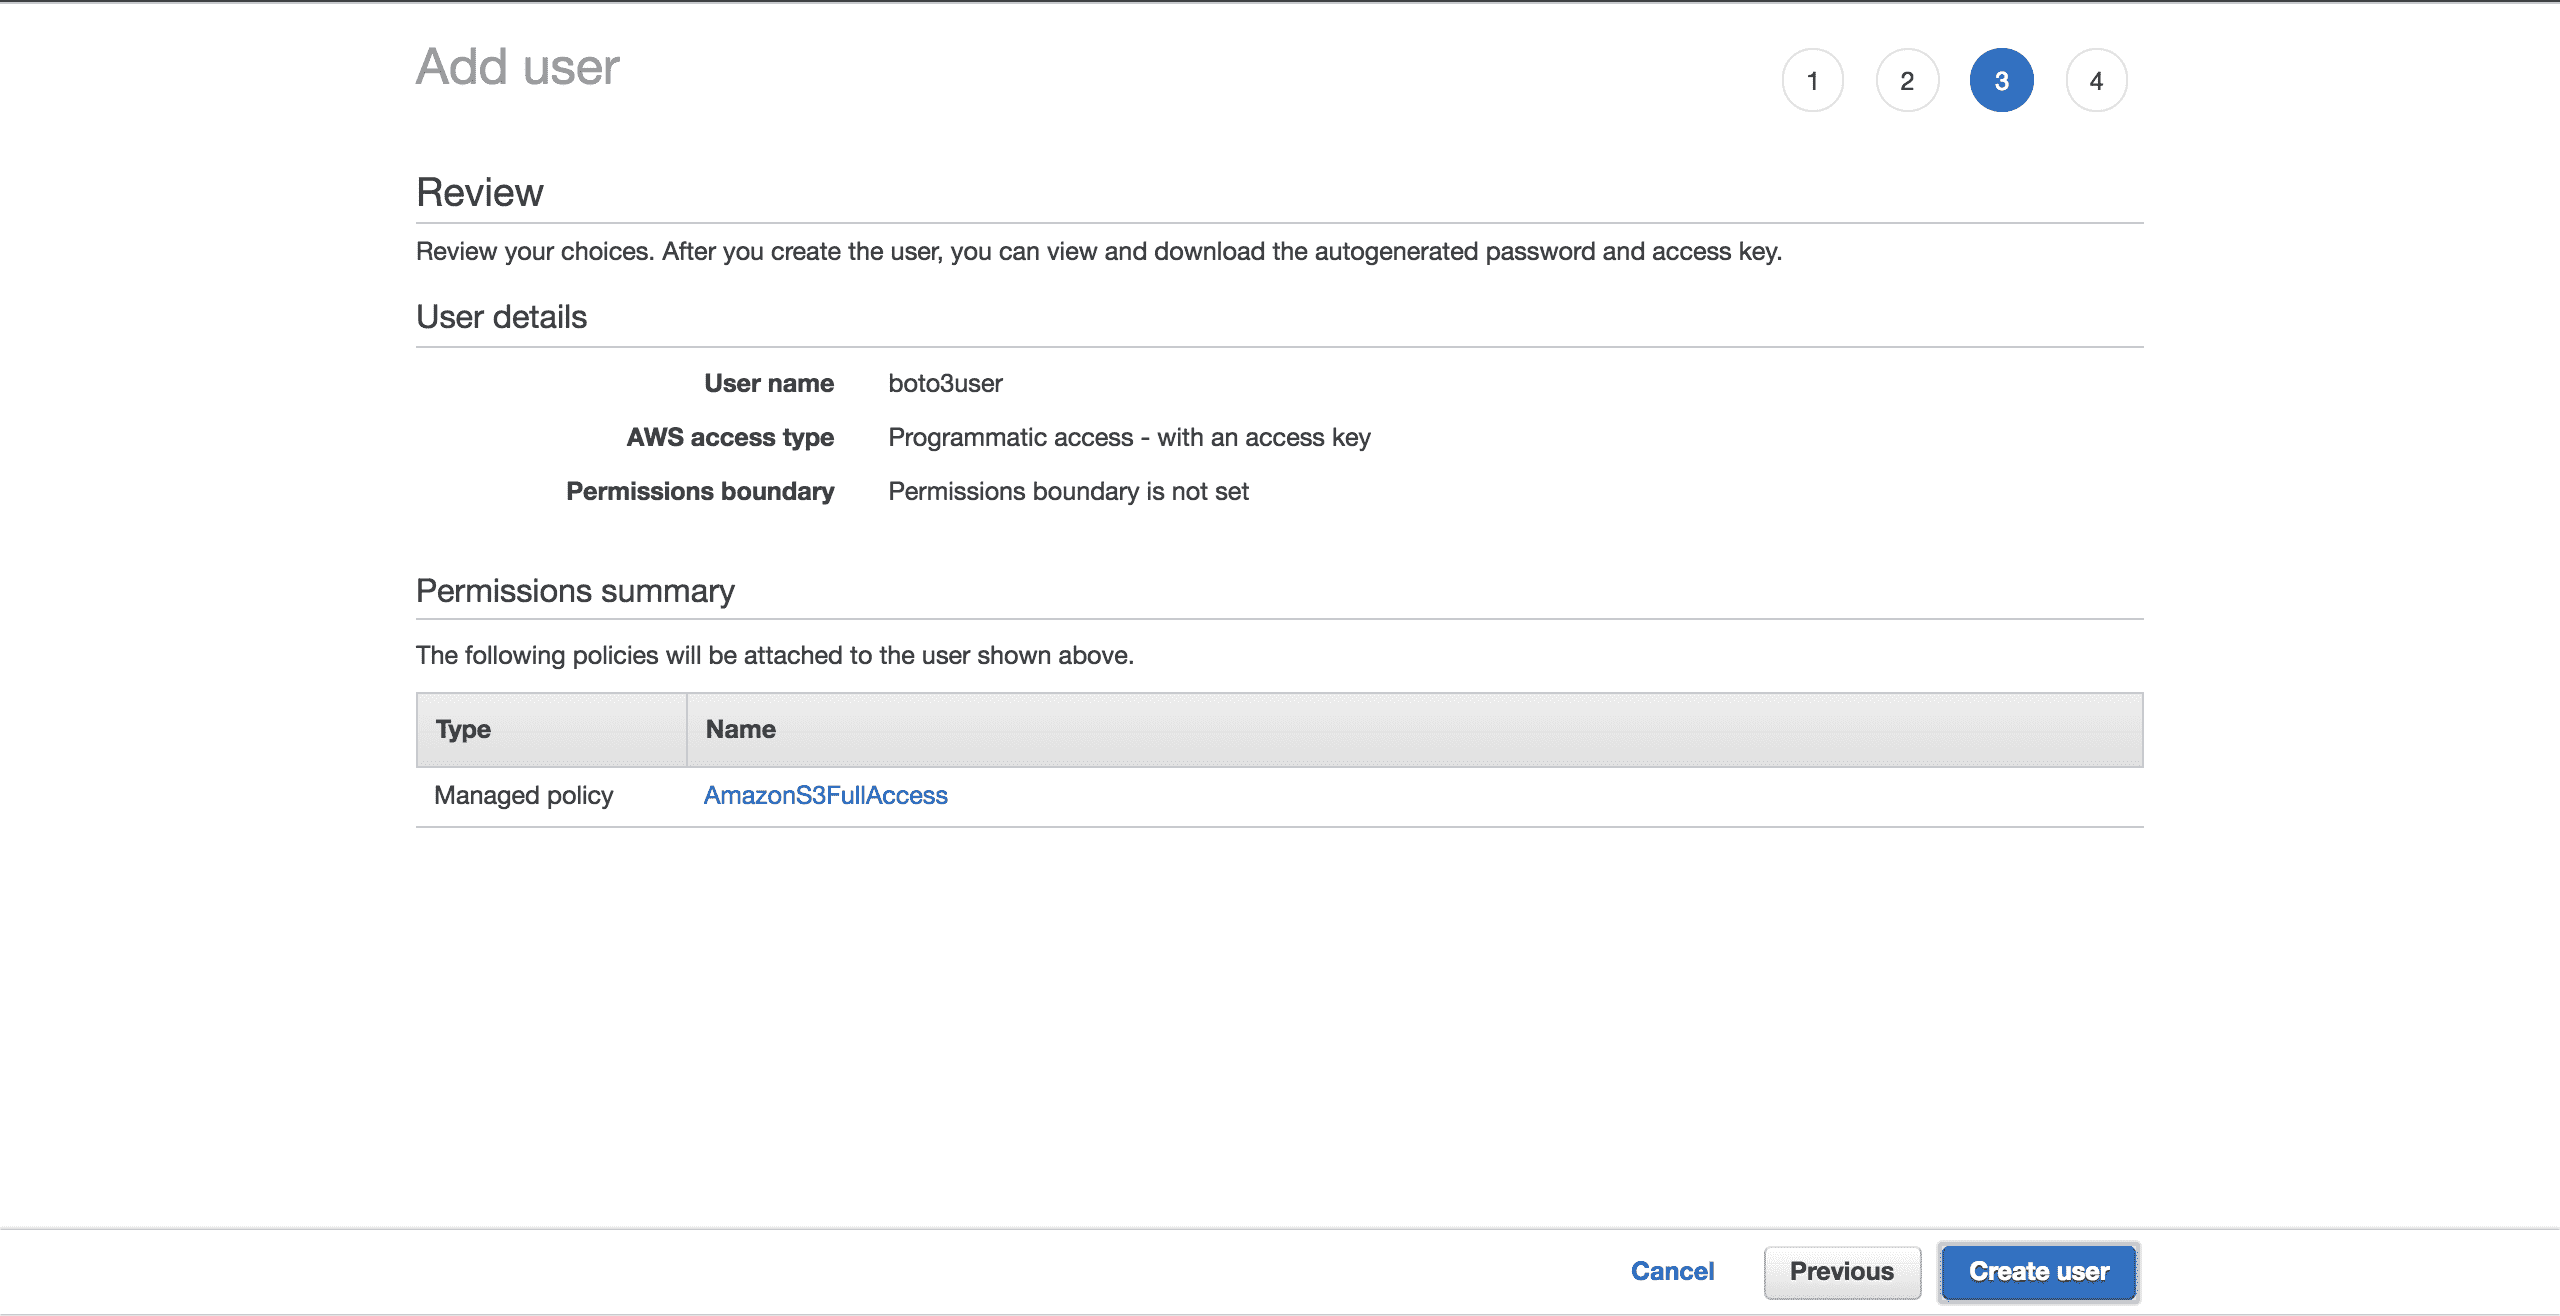 Add user
1 2 3 4
Review
Review your choices. After you create the user, you can view and download the autogenerated password and access key.
User details
User name boto3user
AWS access type Programmatic access - with an access key
Permissions boundary Permissions boundary is not set
Permissions summary
The following policies will be attached to the user shown above.
Type Name
Managed policy AmazonS3FullAccess
Cancel Previous Create user